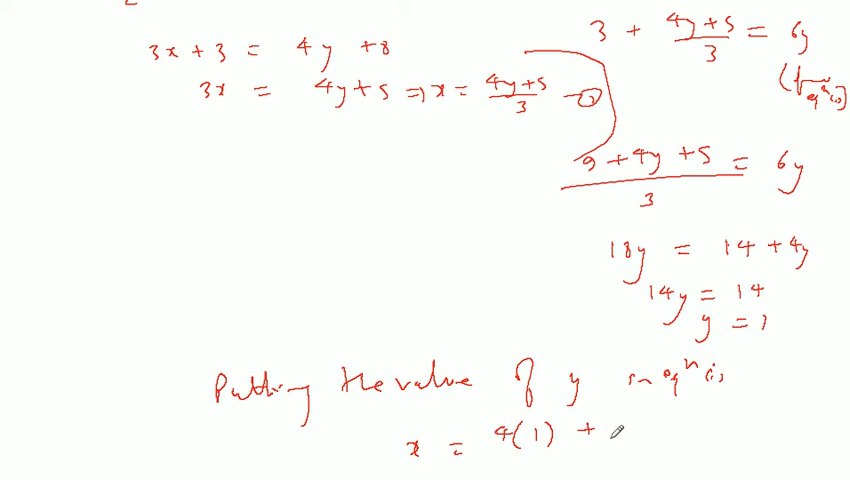 3x + 3 = 4y + 8
3x = 4y + 5 ⇒ x = (4y + 5)/3
3 + (4y + 5)/3 = 6y
(9 + 4y + 5)/3 = 6y
18y = 14 + 4y
14y = 14
y = 1
Putting the value of y in eqⁿ (i)
x = 4(1) +